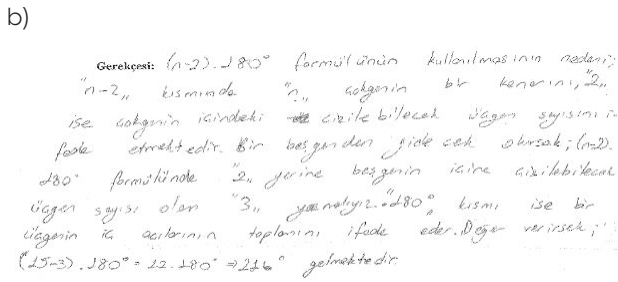 b)
Gerekçesi: (n-2).180° formülünün kullanılmasının nedeni;
"n-2" kısmında "n" çokgenin bir kenarını, "2"
ise çokgenin içindeki çizilebilecek üçgen sayısını i-
fade etmektedir. Bir beşgenden gidecek olursak; (n-2).
180° formülünde "2" yerine beşgenin içine çizilebilecek
üçgen sayısı olan "3" yazmalıyız. "180°" kısmı ise bir
üçgenin iç açılarının toplamını ifade eder. Değer verirsek;
(15-3).180° = 12.180° ⇒ 216° gelmektedir.